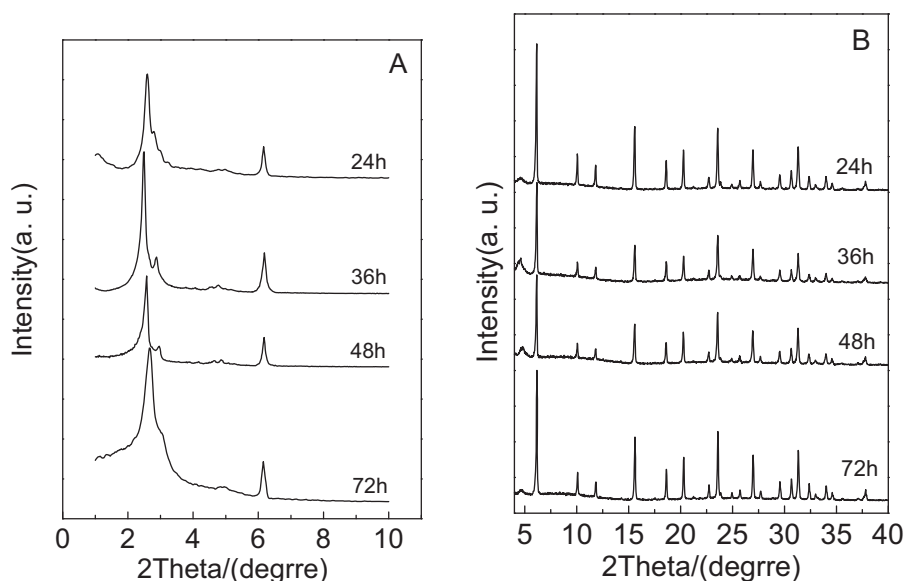 A
24h
36h
48h
72h
Intensity(a. u.)
0 2 4 6 8 10
2Theta/(degrre)
B
24h
36h
48h
72h
Intensity(a. u.)
5 10 15 20 25 30 35 40
2Theta/(degrre)